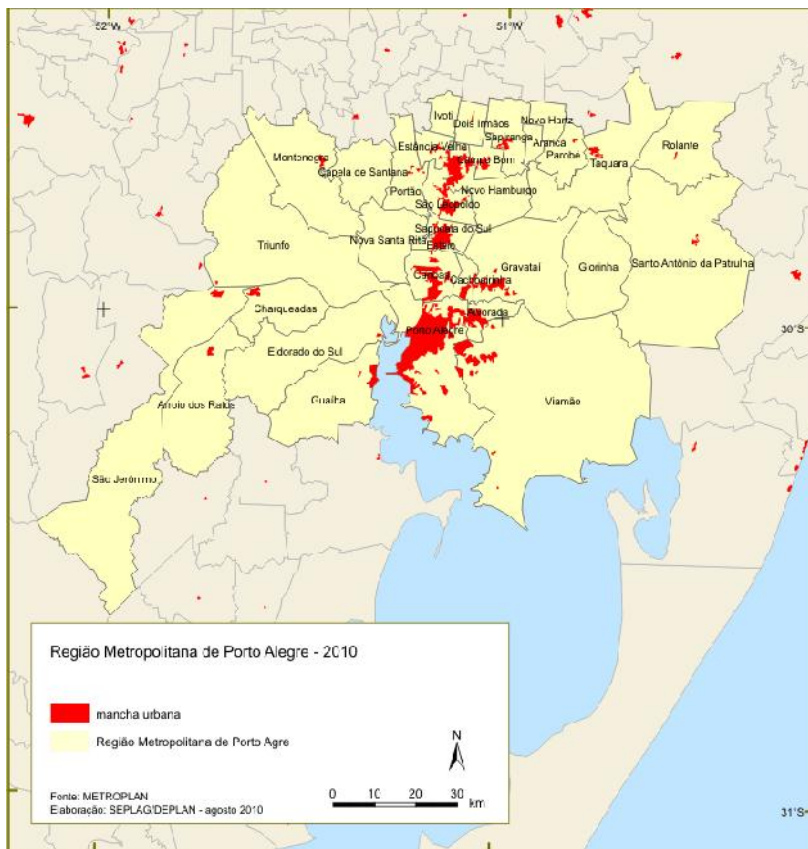 52°W
51°W
Ivoti
Dois Irmãos
Nova Hartz
Sapiranga
Estância Velha
Araricá
Parobé
Campo Bom
Taquara
Rolante
Montenegro
Capela de Santana
Portão
Novo Hamburgo
São Leopoldo
Sapucaia do Sul
Nova Santa Rita
Esteio
Triunfo
Canoas
Cachoeirinha
Gravataí
Glorinha
Santo Antônio da Patrulha
Charqueadas
Alvorada
Porto Alegre
30°S
Eldorado do Sul
Guaíba
Viamão
Arroio dos Ratos
São Jerônimo
Região Metropolitana de Porto Alegre - 2010
mancha urbana
Região Metropolitana de Porto Agre
N
Fonte: METROPLAN
Elaboração: SEPLAG/DEPLAN - agosto 2010
0 10 20 30
km
31°S